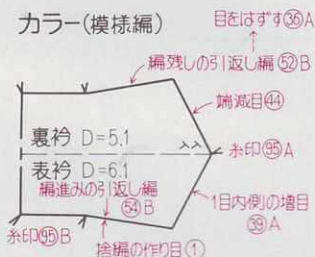 カラー(模様編)
目をはずす㉟A
編残しの引返し編㊾B
端減目㊹
裏衿 D=5.1
糸印95A
表衿 D=6.1
編進みの引返し編
54B
1目内側の増目
㊴A
糸印95B
捨編の作り目①